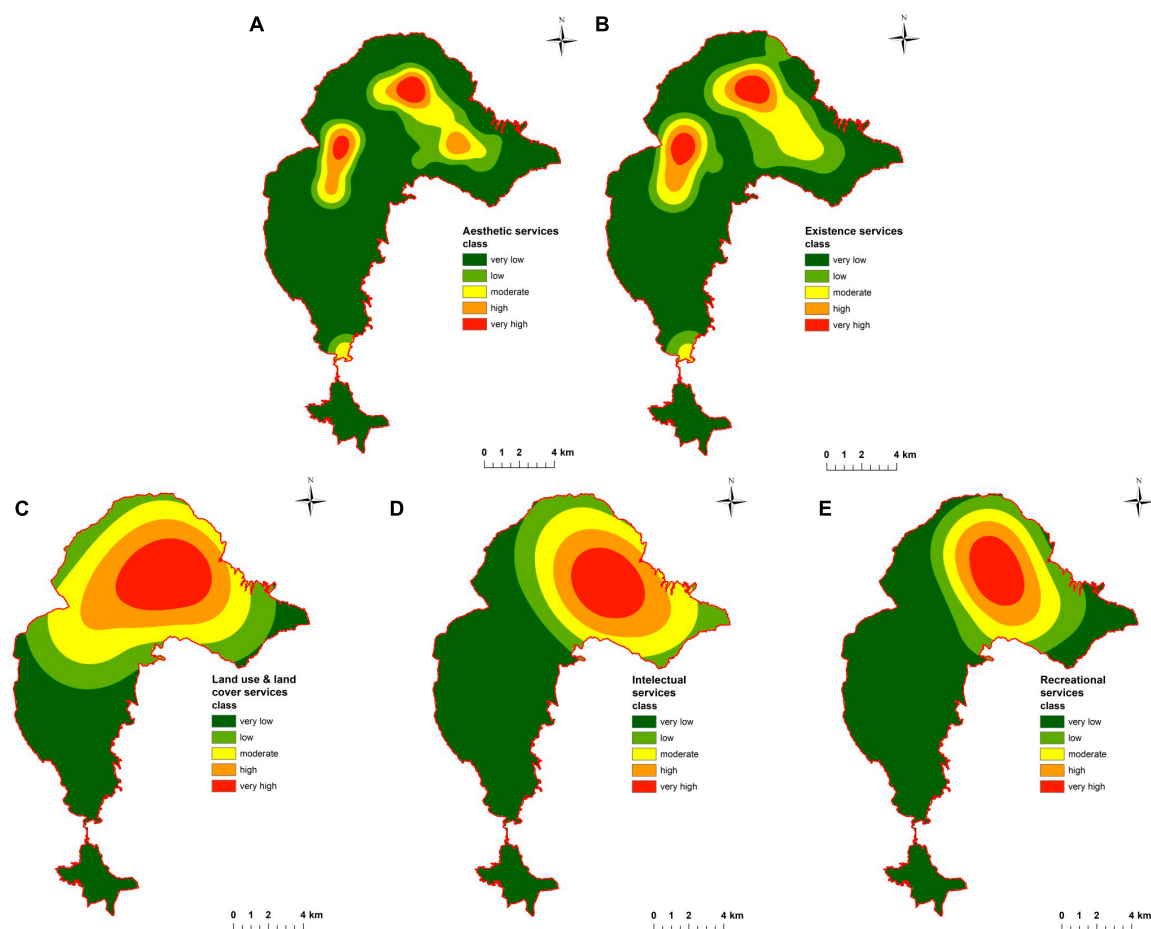 A
N
B
N
Aesthetic services
class
very low
low
moderate
high
very high
0 1 2 4 km
Existence services
class
very low
low
moderate
high
very high
0 1 2 4 km
C
N
D
N
E
N
Land use & land
cover services
class
very low
low
moderate
high
very high
0 1 2 4 km
Intelectual
services
class
very low
low
moderate
high
very high
0 1 2 4 km
Recreational
services
class
very low
low
moderate
high
very high
0 1 2 4 km